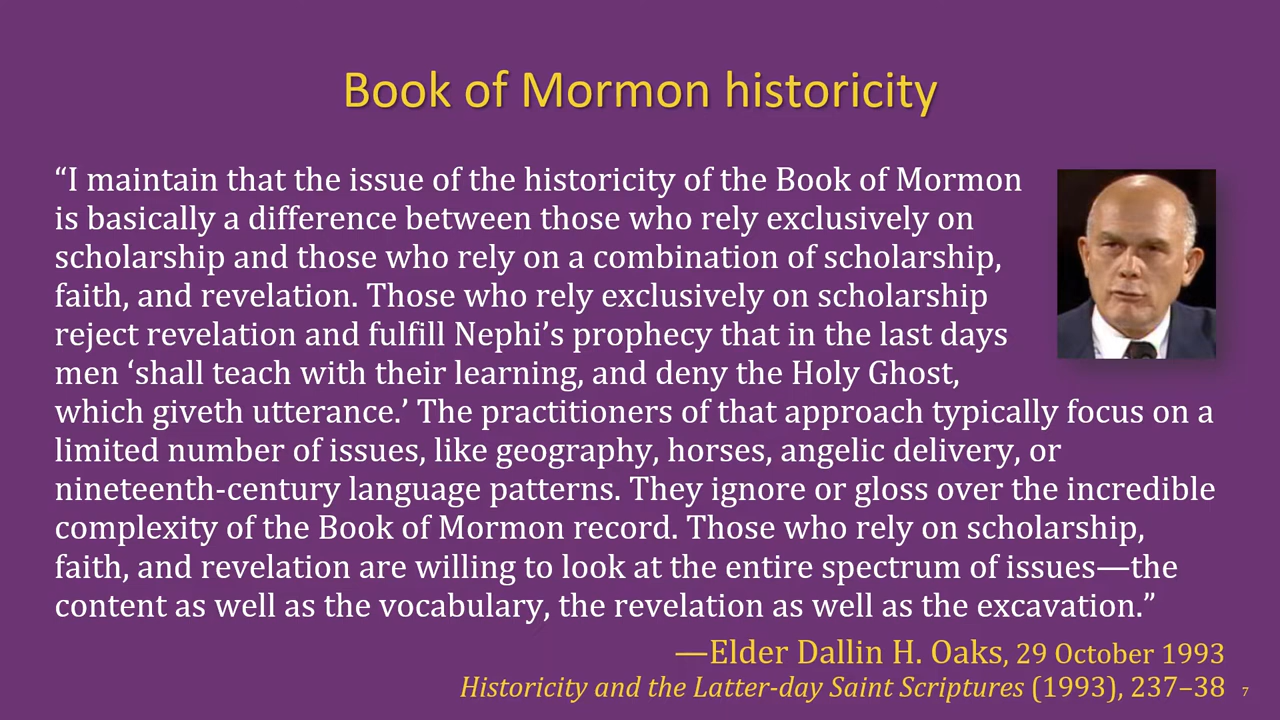 Book of Mormon historicity
“I maintain that the issue of the historicity of the Book of Mormon
is basically a difference between those who rely exclusively on
scholarship and those who rely on a combination of scholarship,
faith, and revelation. Those who rely exclusively on scholarship
reject revelation and fulfill Nephi’s prophecy that in the last days
men ‘shall teach with their learning, and deny the Holy Ghost,
which giveth utterance.’ The practitioners of that approach typically focus on a
limited number of issues, like geography, horses, angelic delivery, or
nineteenth-century language patterns. They ignore or gloss over the incredible
complexity of the Book of Mormon record. Those who rely on scholarship,
faith, and revelation are willing to look at the entire spectrum of issues—the
content as well as the vocabulary, the revelation as well as the excavation.”
—Elder Dallin H. Oaks, 29 October 1993
Historicity and the Latter-day Saint Scriptures (1993), 237–38 7